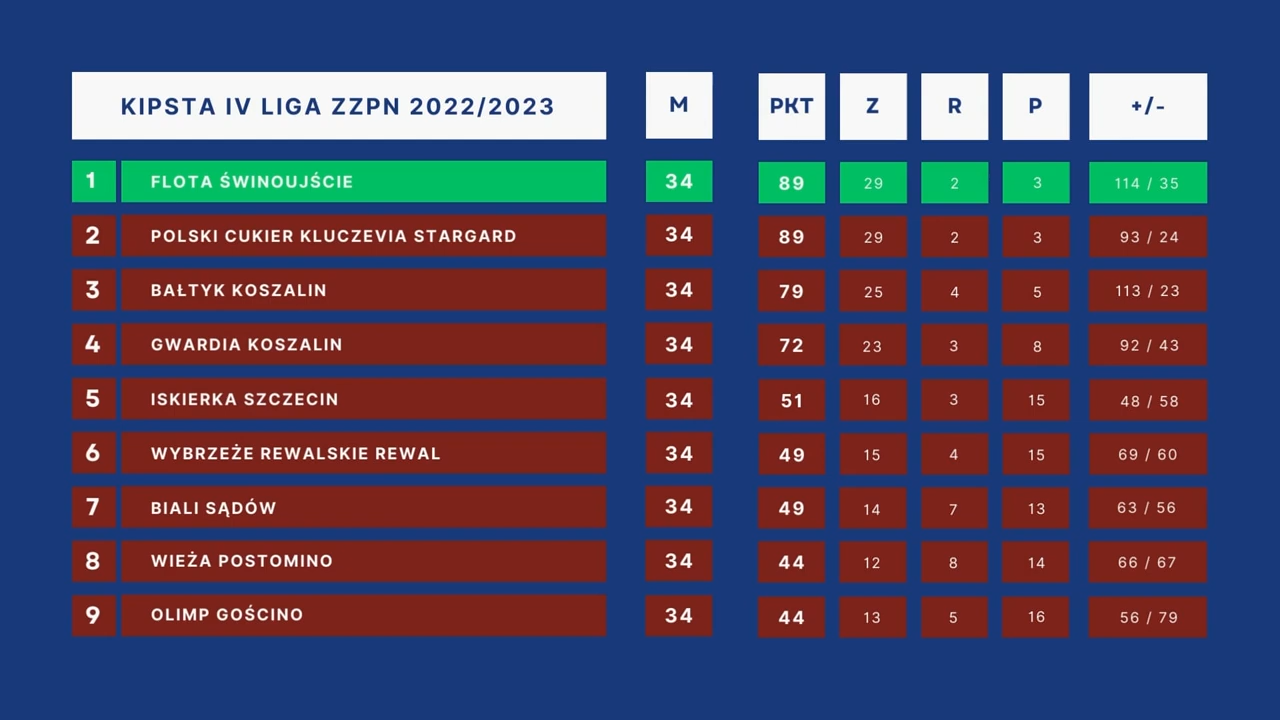 KIPSTA IV LIGA ZZPN 2022/2023 M PKT Z R P +/-
1 FLOTA ŚWINOUJŚCIE 34 89 29 2 3 114 / 35
2 POLSKI CUKIER KLUCZEVIA STARGARD 34 89 29 2 3 93 / 24
3 BAŁTYK KOSZALIN 34 79 25 4 5 113 / 23
4 GWARDIA KOSZALIN 34 72 23 3 8 92 / 43
5 ISKIERKA SZCZECIN 34 51 16 3 15 48 / 58
6 WYBRZEŻE REWALSKIE REWAL 34 49 15 4 15 69 / 60
7 BIALI SĄDÓW 34 49 14 7 13 63 / 56
8 WIEŻA POSTOMINO 34 44 12 8 14 66 / 67
9 OLIMP GOŚCINO 34 44 13 5 16 56 / 79